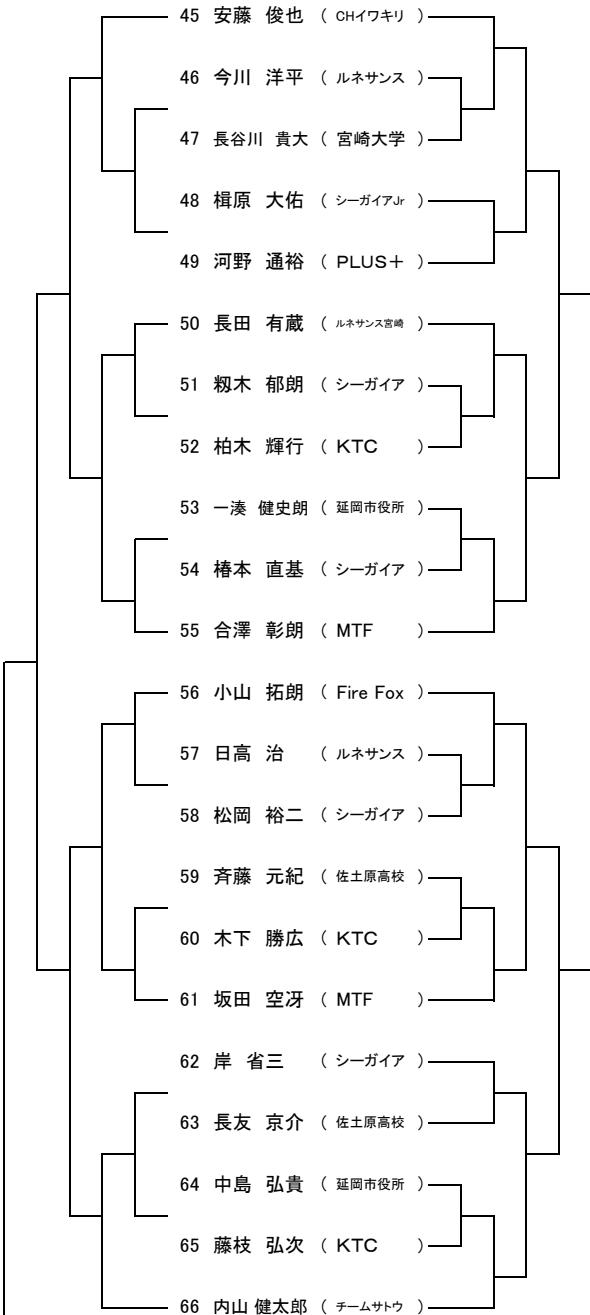 45 安藤 俊也 ( CHイワキリ )
46 今川 洋平 ( ルネサンス )
47 長谷川 貴大 ( 宮崎大学 )
48 楫原 大佑 ( シーガイアJr )
49 河野 通裕 ( PLUS+ )
50 長田 有蔵 ( ルネサンス宮崎 )
51 籾木 郁朗 ( シーガイア )
52 柏木 輝行 ( KTC )
53 一湊 健史朗 ( 延岡市役所 )
54 椿本 直基 ( シーガイア )
55 合澤 彰朗 ( MTF )
56 小山 拓朗 ( Fire Fox )
57 日高 治 ( ルネサンス )
58 松岡 裕二 ( シーガイア )
59 斉藤 元紀 ( 佐土原高校 )
60 木下 勝広 ( KTC )
61 坂田 空冴 ( MTF )
62 岸 省三 ( シーガイア )
63 長友 京介 ( 佐土原高校 )
64 中島 弘貴 ( 延岡市役所 )
65 藤枝 弘次 ( KTC )
66 内山 健太郎 ( チームサトウ )